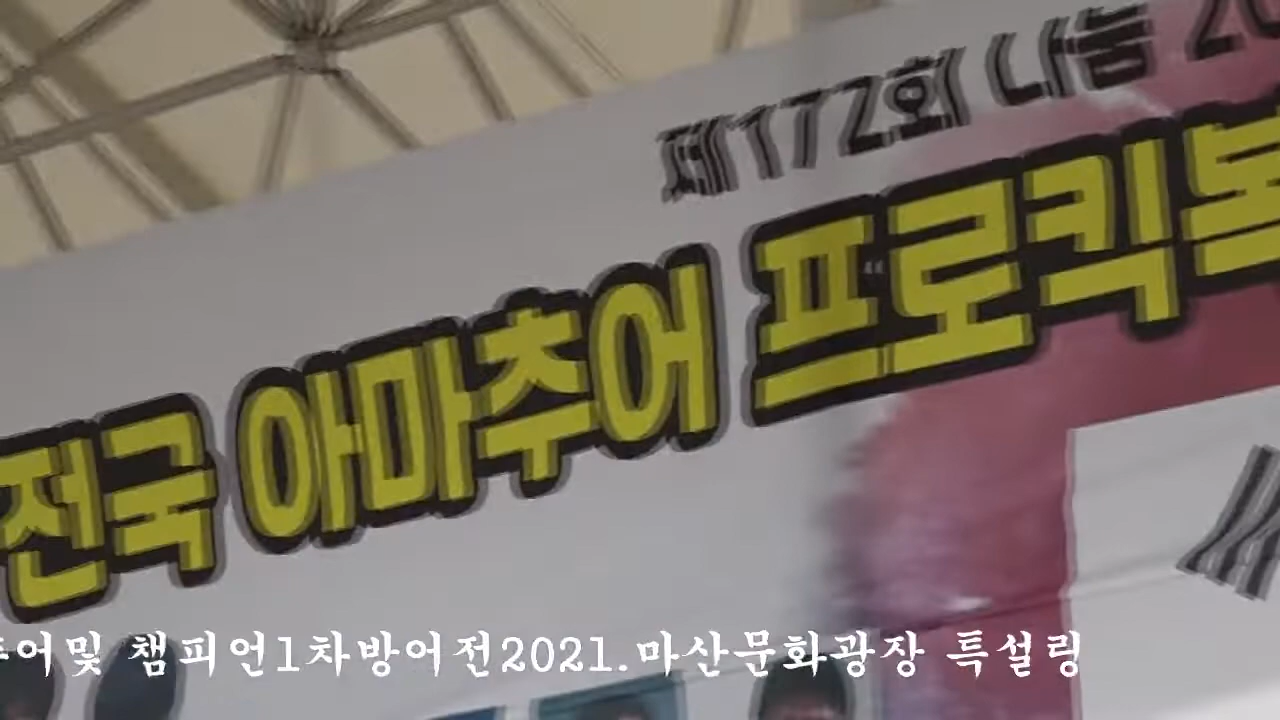 제172회 나눔 20
전국 아마추어 프로킥복
추어및 챔피언1차방어전2021.마산문화광장 특설링